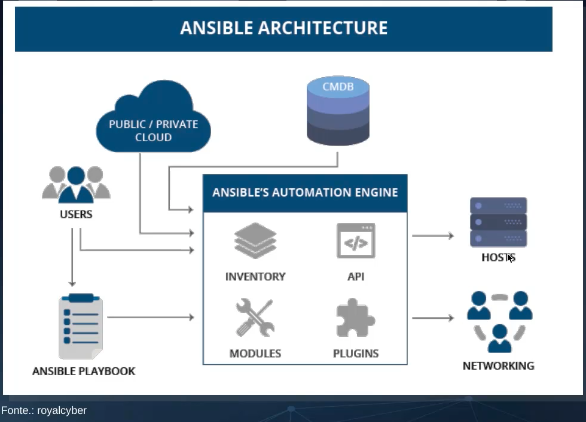 ANSIBLE ARCHITECTURE
CMDB
PUBLIC / PRIVATE
CLOUD
ANSIBLE'S AUTOMATION ENGINE
USERS
INVENTORY
API
HOSTS
MODULES
PLUGINS
ANSIBLE PLAYBOOK
NETWORKING
Fonte.: royalcyber